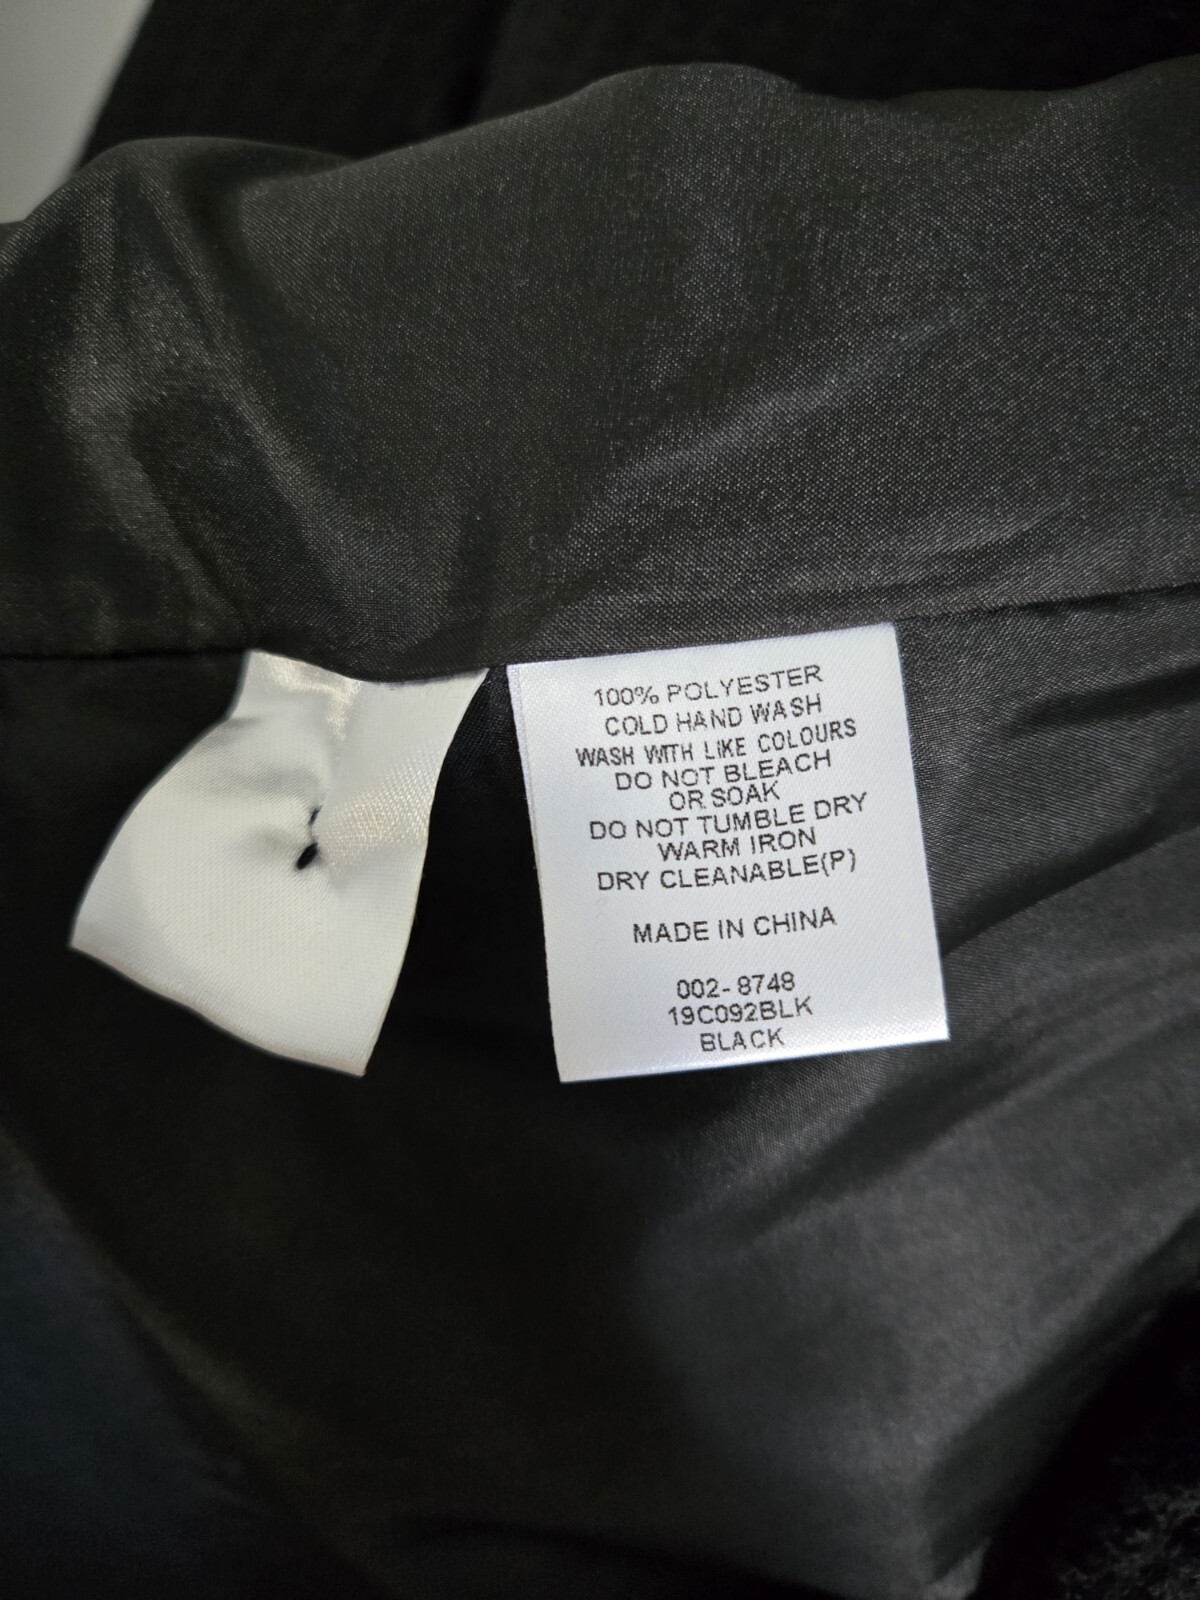 100% POLYESTER
COLD HAND WASH
WASH WITH LIKE COLOURS
DO NOT BLEACH
OR SOAK
DO NOT TUMBLE DRY
WARM IRON
DRY CLEANABLE(P)
MADE IN CHINA
002-8748
19C092BLK
BLACK